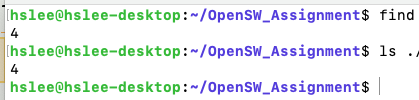 hslee@hslee-desktop:~/OpenSW_Assignment$ find
4
hslee@hslee-desktop:~/OpenSW_Assignment$ ls ./
4
hslee@hslee-desktop:~/OpenSW_Assignment$